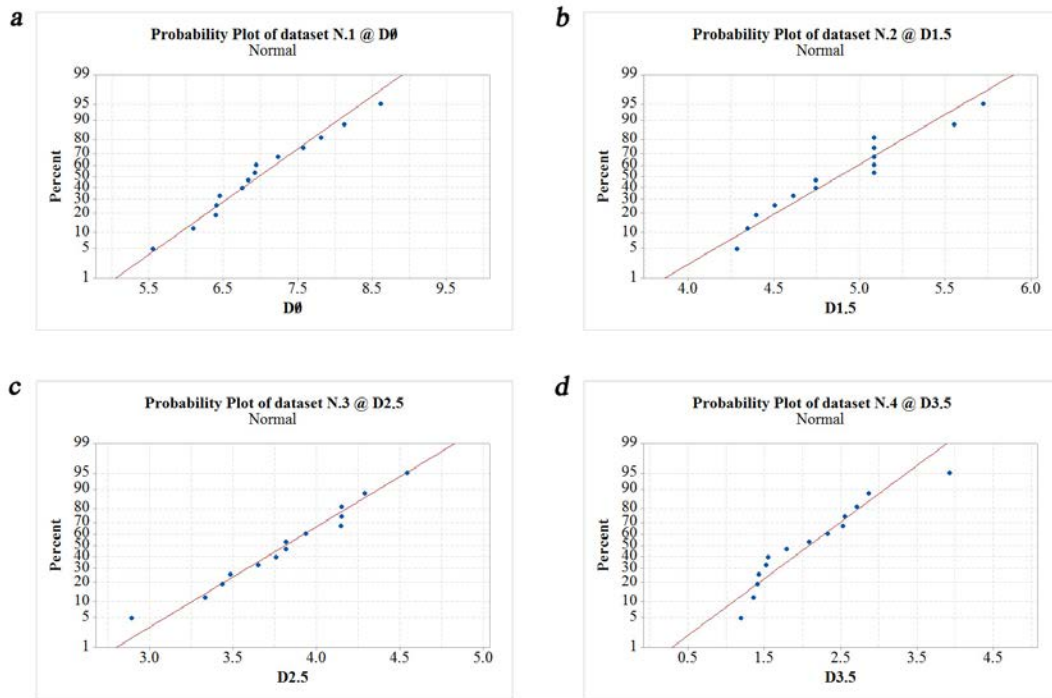 a
Probability Plot of dataset N.1 @ DØ
Normal
99
95
90
80
70
60
50
40
30
20
10
5
1
Percent
5.5 6.5 7.5 8.5 9.5
DØ
b
Probability Plot of dataset N.2 @ D1.5
Normal
99
95
90
80
70
60
50
40
30
20
10
5
1
Percent
4.0 4.5 5.0 5.5 6.0
D1.5
c
Probability Plot of dataset N.3 @ D2.5
Normal
99
95
90
80
70
60
50
40
30
20
10
5
1
Percent
3.0 3.5 4.0 4.5 5.0
D2.5
d
Probability Plot of dataset N.4 @ D3.5
Normal
99
95
90
80
70
60
50
40
30
20
10
5
1
Percent
0.5 1.5 2.5 3.5 4.5
D3.5